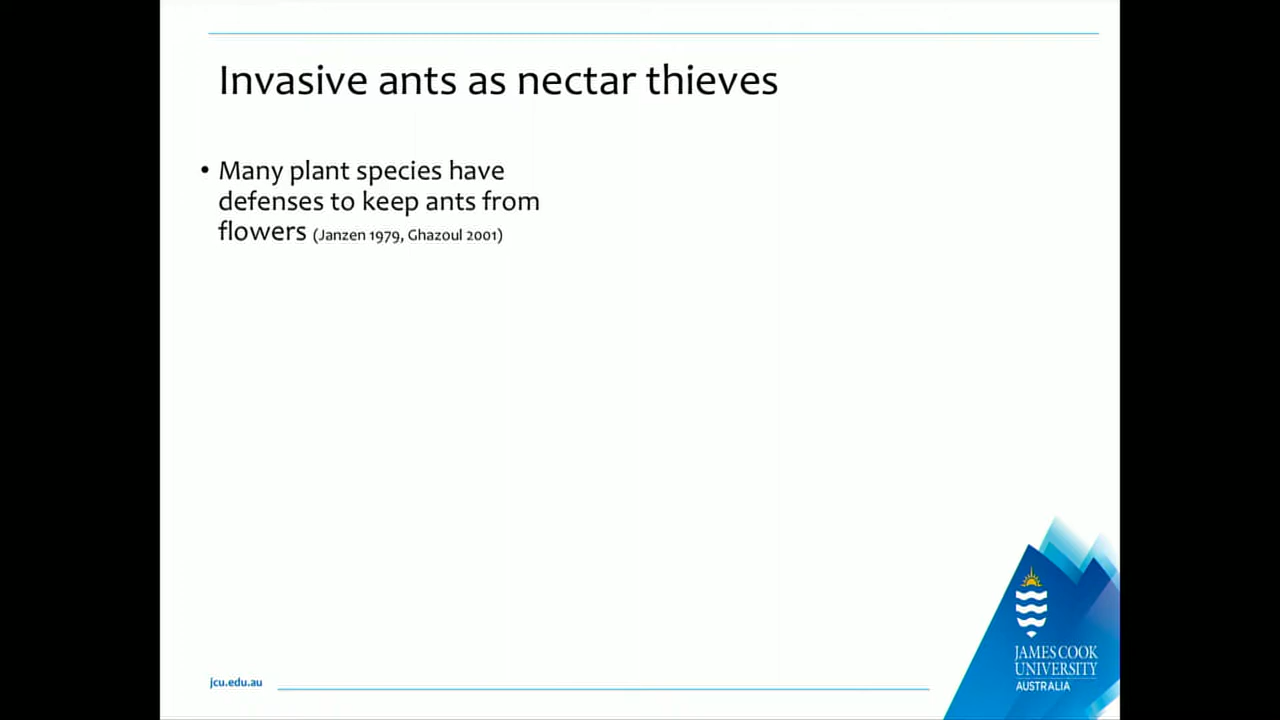 Invasive ants as nectar thieves
• Many plant species have
defenses to keep ants from
flowers (Janzen 1979, Ghazoul 2001)
jcu.edu.au
JAMES COOK
UNIVERSITY
AUSTRALIA